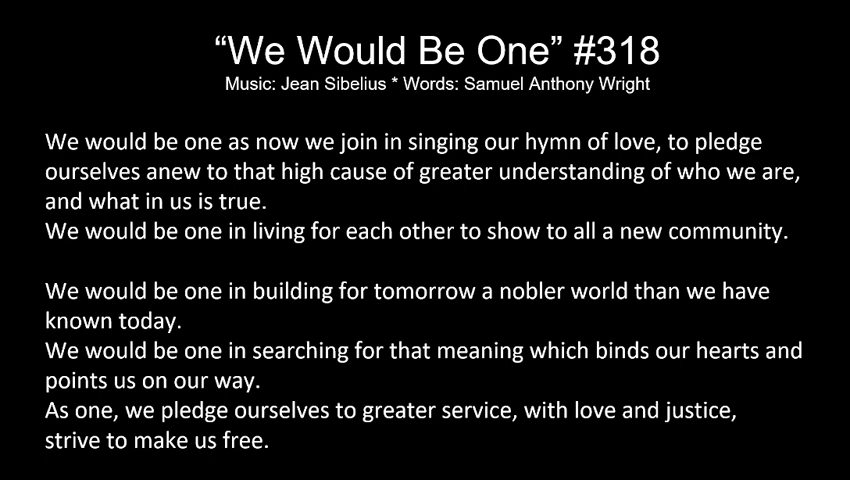 “We Would Be One” #318
Music: Jean Sibelius * Words: Samuel Anthony Wright
We would be one as now we join in singing our hymn of love, to pledge
ourselves anew to that high cause of greater understanding of who we are,
and what in us is true.
We would be one in living for each other to show to all a new community.
We would be one in building for tomorrow a nobler world than we have
known today.
We would be one in searching for that meaning which binds our hearts and
points us on our way.
As one, we pledge ourselves to greater service, with love and justice,
strive to make us free.